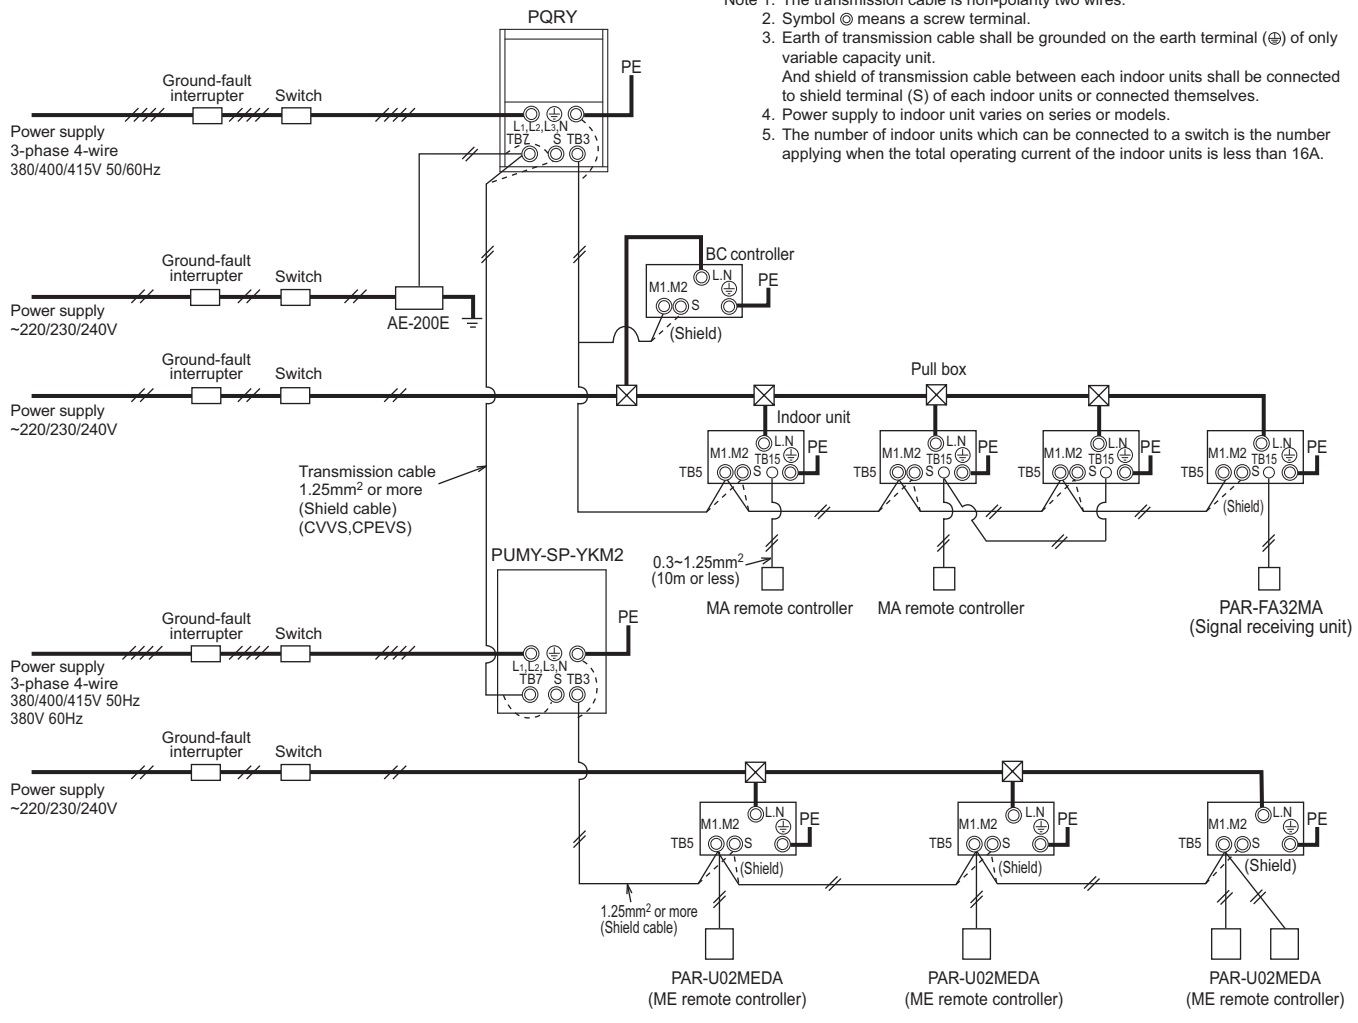 Note 1. The transmission cable is non-polarity two wires.
2. Symbol ◎ means a screw terminal.
3. Earth of transmission cable shall be grounded on the earth terminal (⏚) of only
variable capacity unit.
And shield of transmission cable between each indoor units shall be connected
to shield terminal (S) of each indoor units or connected themselves.
4. Power supply to indoor unit varies on series or models.
5. The number of indoor units which can be connected to a switch is the number
applying when the total operating current of the indoor units is less than 16A.
PQRY
PE
Ground-fault
interrupter
Switch
Power supply
3-phase 4-wire
380/400/415V 50/60Hz
L1,L2,L3,N
TB7 S TB3
Ground-fault
interrupter
Switch
Power supply
~220/230/240V
AE-200E
BC controller
L.N
M1.M2
S
PE
(Shield)
Ground-fault
interrupter
Switch
Power supply
~220/230/240V
Pull box
Indoor unit
L.N
PE
M1.M2
TB15
TB5
S
L.N
PE
M1.M2
TB15
TB5
S
L.N
PE
M1.M2
TB15
TB5
S
L.N
PE
M1.M2
TB15
TB5
S
(Shield)
Transmission cable
1.25mm2 or more
(Shield cable)
(CVVS,CPEVS)
0.3~1.25mm2
(10m or less)
MA remote controller
MA remote controller
PAR-FA32MA
(Signal receiving unit)
PUMY-SP-YKM2
PE
Ground-fault
interrupter
Switch
Power supply
3-phase 4-wire
380/400/415V 50Hz
380V 60Hz
L1,L2,L3,N
TB7 S TB3
Ground-fault
interrupter
Switch
Power supply
~220/230/240V
L.N
PE
M1.M2
TB5
S
(Shield)
L.N
PE
M1.M2
TB5
S
(Shield)
L.N
PE
M1.M2
TB5
S
(Shield)
1.25mm2 or more
(Shield cable)
PAR-U02MEDA
(ME remote controller)
PAR-U02MEDA
(ME remote controller)
PAR-U02MEDA
(ME remote controller)